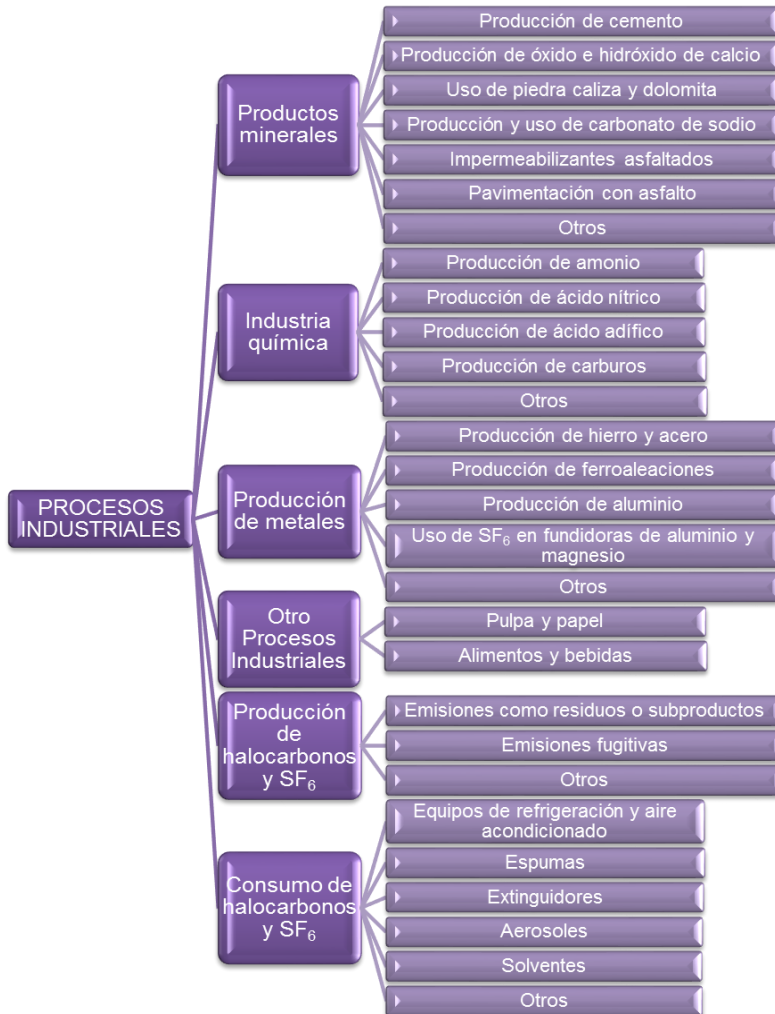 PROCESOS
INDUSTRIALES
Productos
minerales
Producción de cemento
Producción de óxido e hidróxido de calcio
Uso de piedra caliza y dolomita
Producción y uso de carbonato de sodio
Impermeabilizantes asfaltados
Pavimentación con asfalto
Otros
Industria
química
Producción de amonio
Producción de ácido nítrico
Producción de ácido adífico
Producción de carburos
Otros
Producción
de metales
Producción de hierro y acero
Producción de ferroaleaciones
Producción de aluminio
Uso de SF₆ en fundidoras de aluminio y
magnesio
Otros
Otro
Procesos
Industriales
Pulpa y papel
Alimentos y bebidas
Producción
de
halocarbonos
y SF₆
Emisiones como residuos o subproductos
Emisiones fugitivas
Otros
Consumo de
halocarbonos
y SF₆
Equipos de refrigeración y aire
acondicionado
Espumas
Extinguidores
Aerosoles
Solventes
Otros